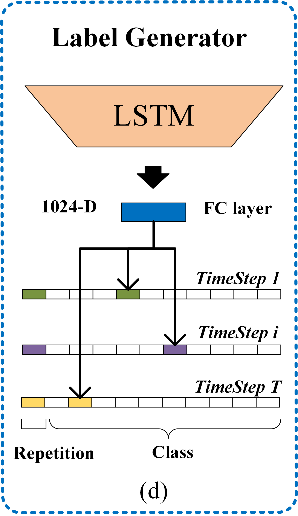 Label Generator
LSTM
1024-D FC layer
TimeStep 1
TimeStep i
TimeStep T
Repetition Class
(d)